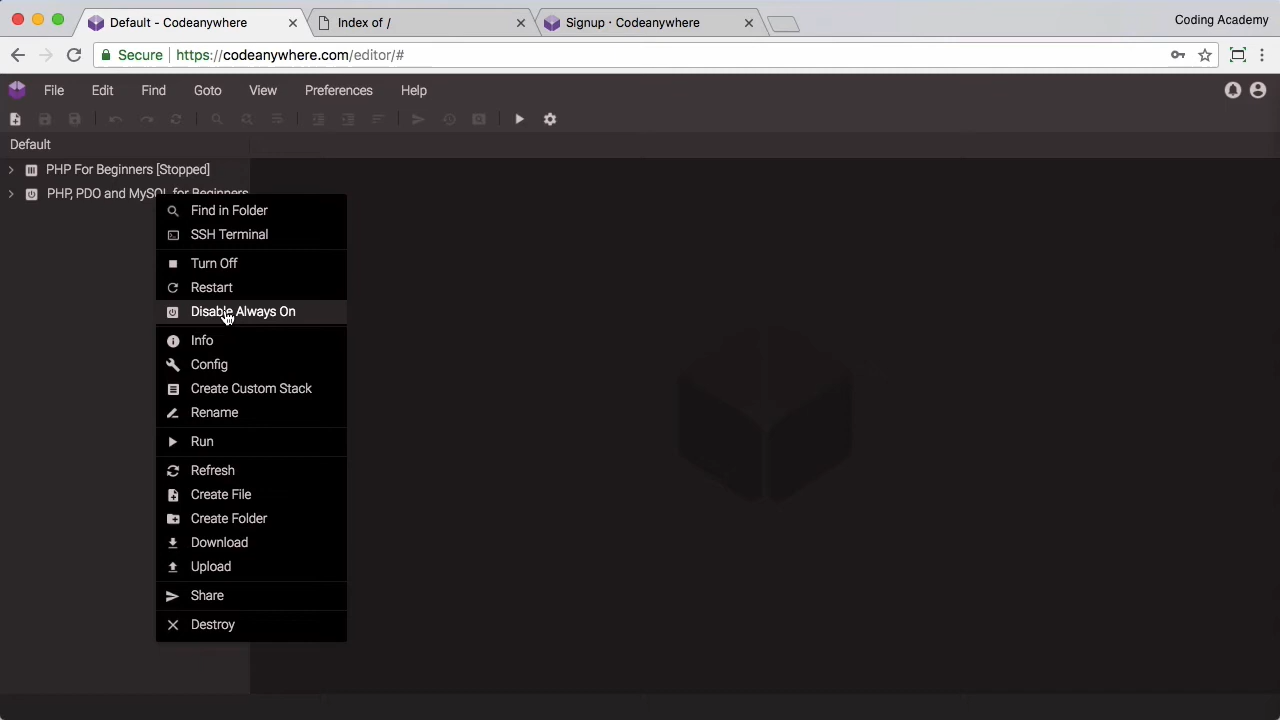 Default - Codeanywhere
Index of /
Signup · Codeanywhere
Coding Academy
Secure https://codeanywhere.com/editor/#
File Edit Find Goto View Preferences Help
Default
PHP For Beginners [Stopped]
PHP, PDO and MySQL for Beginners
Find in Folder
SSH Terminal
Turn Off
Restart
Disable Always On
Info
Config
Create Custom Stack
Rename
Run
Refresh
Create File
Create Folder
Download
Upload
Share
Destroy